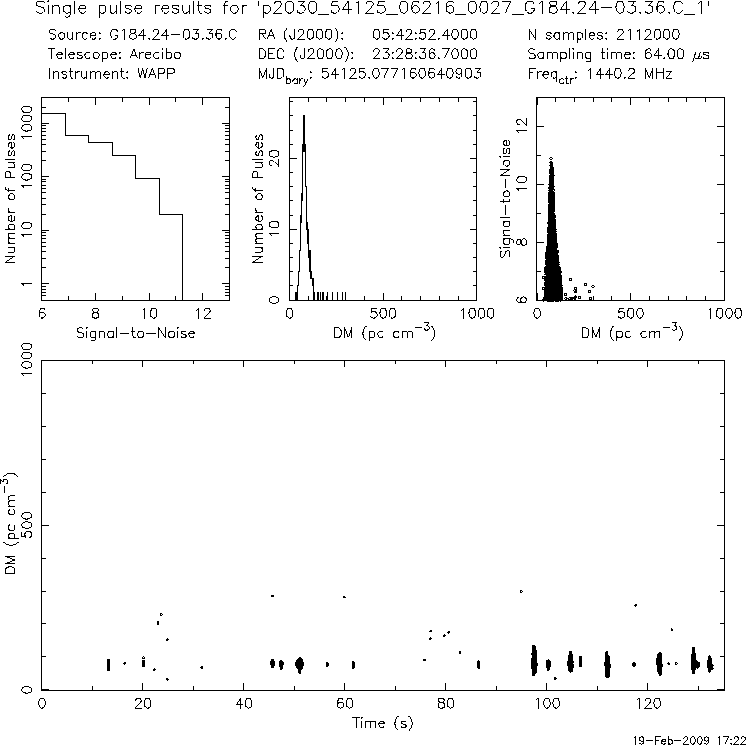 Single pulse results for 'p2030_54125_06216_0027_G184.24-03.36.C_1'
Source: G184.24-03.36.C RA (J2000): 05:42:52.4000 N samples: 2112000
Telescope: Arecibo DEC (J2000): 23:28:36.7000 Sampling time: 64.00 μs
Instrument: WAPP MJDbary: 54125.077160640903 Freqctr: 1440.2 MHz
Number of Pulses
1 10 100 1000
6 8 10 12
Signal-to-Noise
Number of Pulses
0 10 20
0 500 1000
DM (pc cm-3)
Signal-to-Noise
6 8 10 12
0 500 1000
DM (pc cm-3)
DM (pc cm-3)
0 500 1000
0 20 40 60 80 100 120
Time (s)
19-Feb-2009 17:22